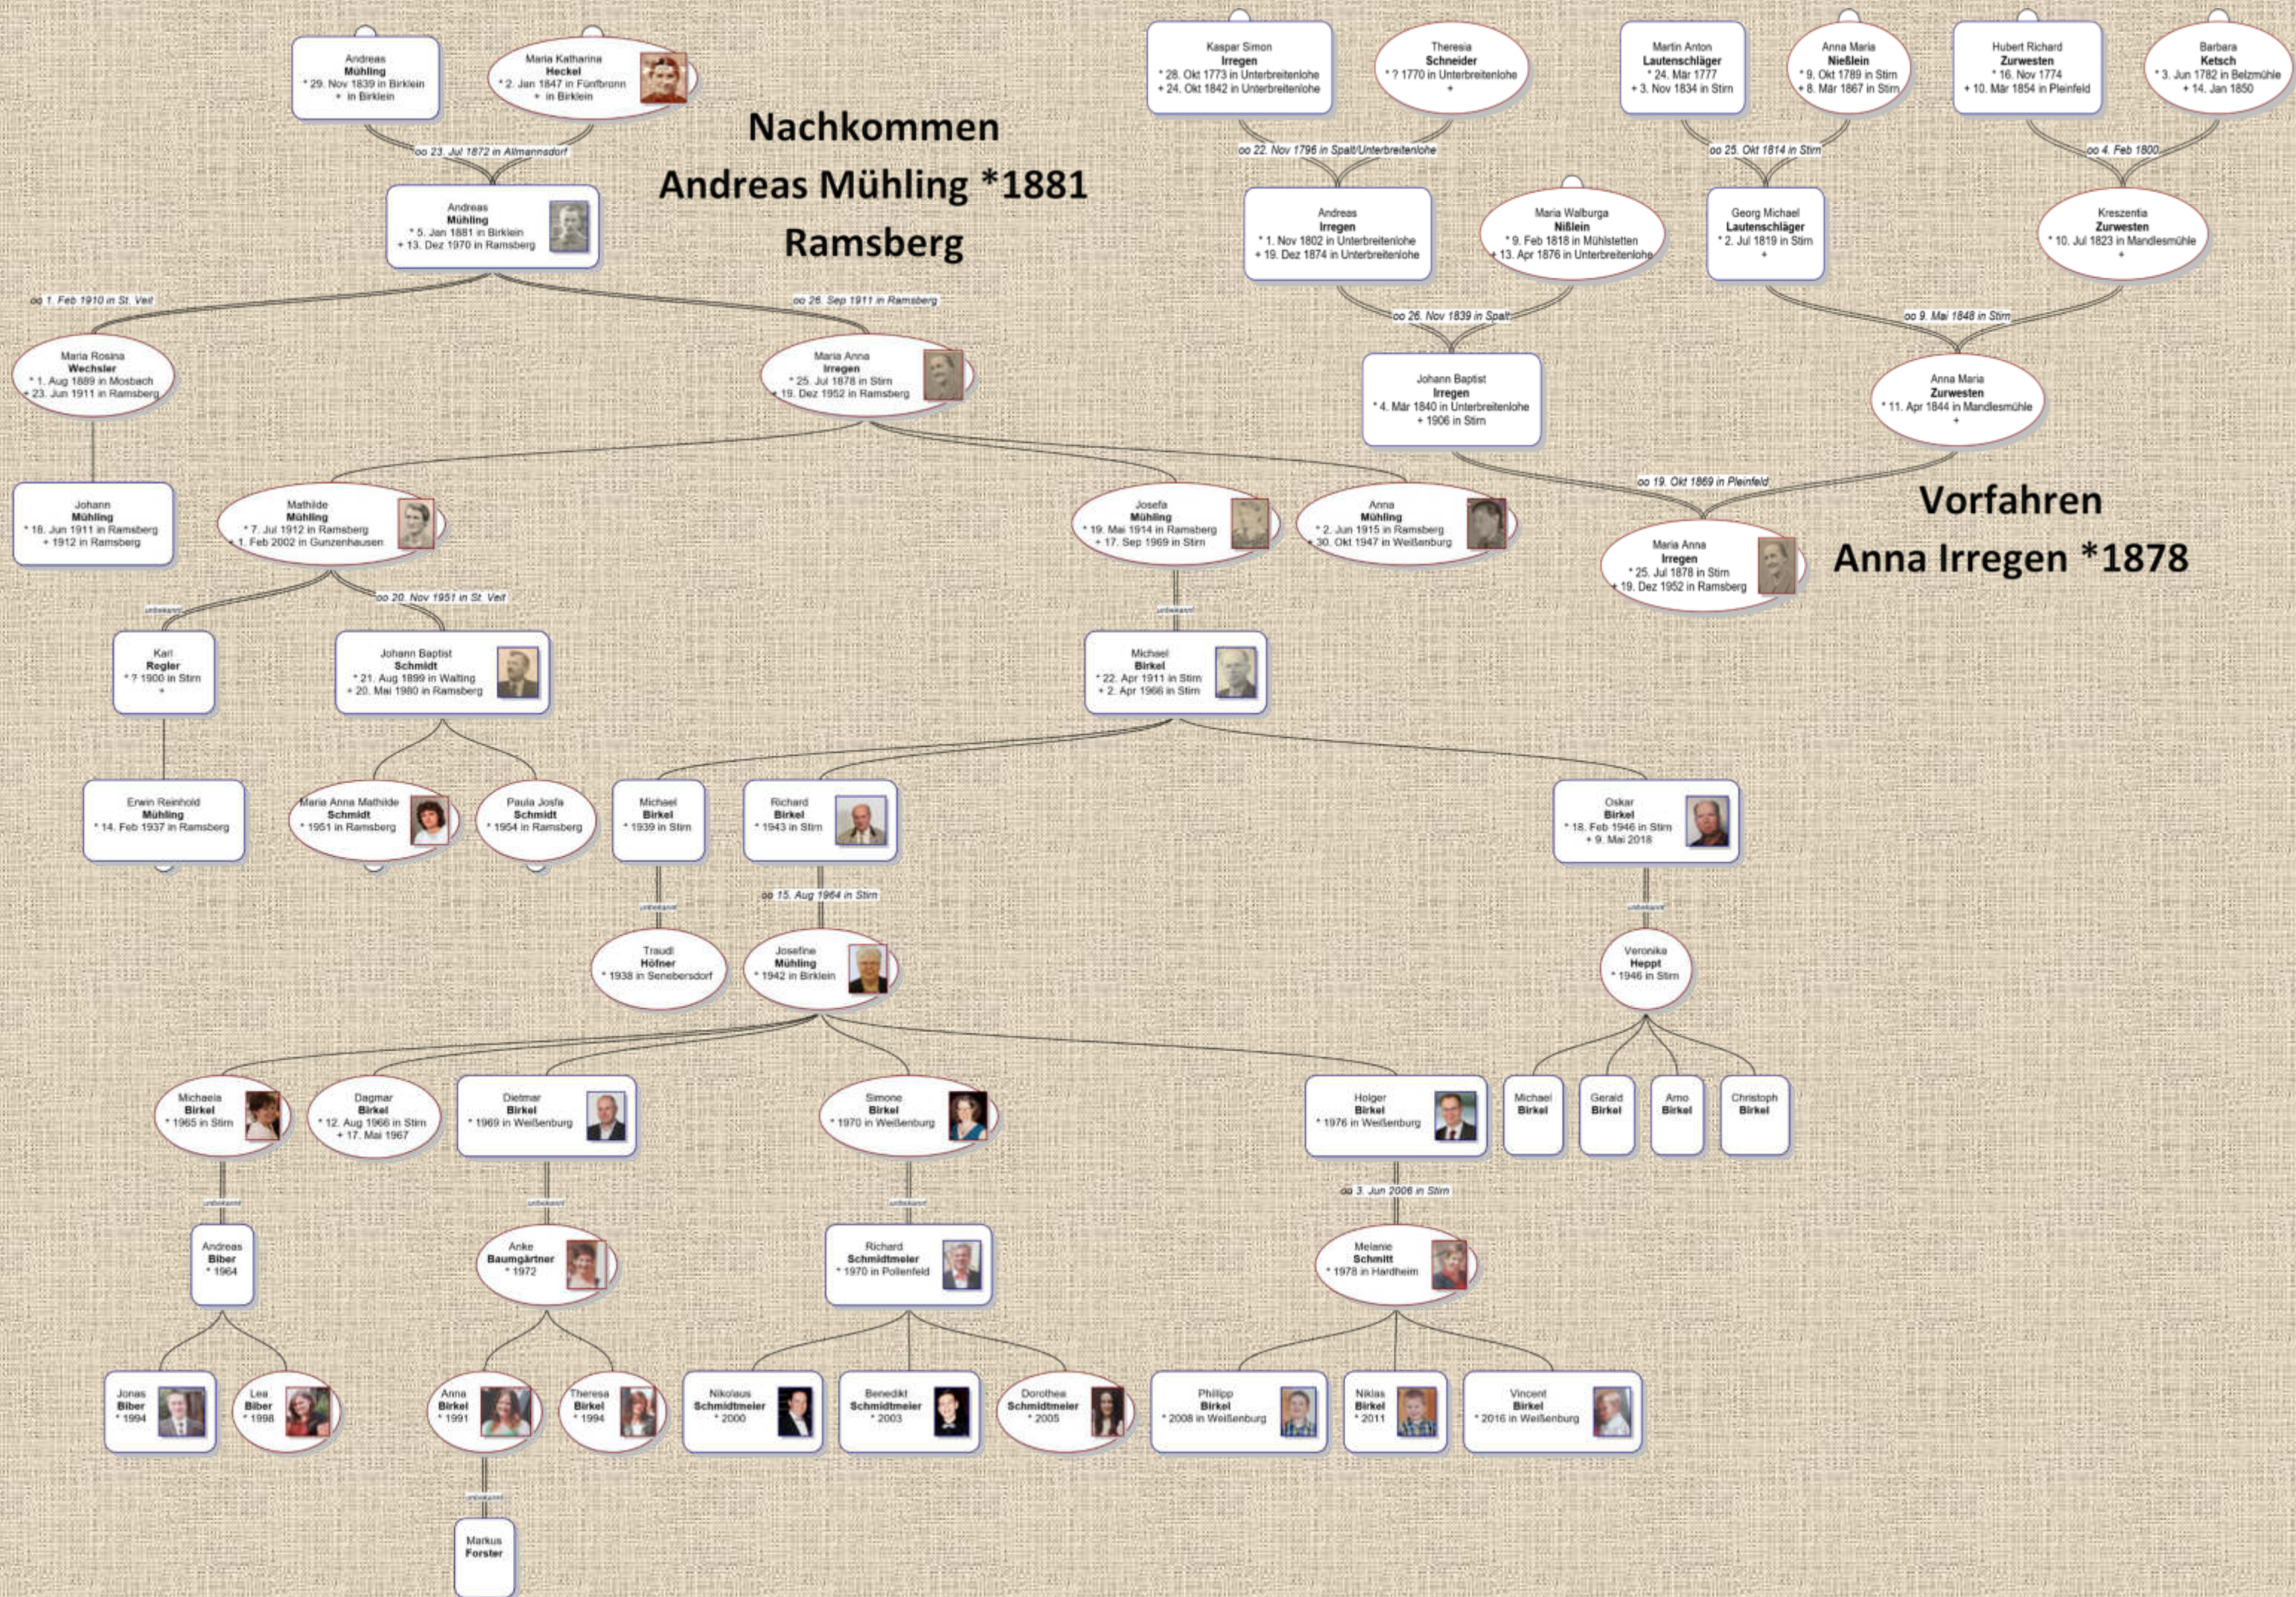 Andreas
Mühling
* 29. Nov 1839 in Birklein
+ in Birklein
Maria Katharina
Heckel
* 2. Jan 1847 in Fünfbronn
+ in Birklein
oo 23. Jul 1872 in Allmannsdorf
Andreas
Mühling
* 5. Jan 1881 in Birklein
+ 13. Dez 1970 in Ramsberg
Nachkommen
Andreas Mühling *1881
Ramsberg
oo 1. Feb 1910 in St. Veit
oo 26. Sep 1911 in Ramsberg
Maria Rosina
Wechsler
* 1. Aug 1889 in Mosbach
+ 23. Jun 1911 in Ramsberg
Maria Anna
Irregen
* 25. Jul 1878 in Stirn
+ 19. Dez 1952 in Ramsberg
Johann
Mühling
* 18. Jun 1911 in Ramsberg
+ 1912 in Ramsberg
Mathilde
Mühling
* 7. Jul 1912 in Ramsberg
+ 1. Feb 2002 in Gunzenhausen
Josefa
Mühling
* 19. Mai 1914 in Ramsberg
+ 17. Sep 1969 in Stirn
Anna
Mühling
* 2. Jun 1915 in Ramsberg
+ 30. Okt 1947 in Weißenburg
unbekannt
oo 20. Nov 1951 in St. Veit
unbekannt
Karl
Regler
* ? 1900 in Stirn
+
Johann Baptist
Schmidt
* 21. Aug 1899 in Walting
+ 20. Mai 1980 in Ramsberg
Michael
Birkel
* 22. Apr 1911 in Stirn
+ 2. Apr 1966 in Stirn
Erwin Reinhold
Mühling
* 14. Feb 1937 in Ramsberg
Maria Anna Mathilde
Schmidt
* 1951 in Ramsberg
Paula Josfa
Schmidt
* 1954 in Ramsberg
Michael
Birkel
* 1939 in Stirn
Richard
Birkel
* 1943 in Stirn
Oskar
Birkel
* 18. Feb 1946 in Stirn
+ 9. Mai 2018
unbekannt
oo 15. Aug 1964 in Stirn
unbekannt
Traudl
Höfner
* 1938 in Senebersdorf
Josefine
Mühling
* 1942 in Birklein
Veronika
Heppt
* 1946 in Stirn
Michaela
Birkel
* 1965 in Stirn
Dagmar
Birkel
* 12. Aug 1966 in Stirn
+ 17. Mai 1967
Dietmar
Birkel
* 1969 in Weißenburg
Simone
Birkel
* 1970 in Weißenburg
Holger
Birkel
* 1976 in Weißenburg
Michael
Birkel
Gerald
Birkel
Arno
Birkel
Christoph
Birkel
unbekannt
unbekannt
unbekannt
oo 3. Jun 2006 in Stirn
Andreas
Biber
* 1964
Anke
Baumgärtner
* 1972
Richard
Schmidtmeier
* 1970 in Pollenfeld
Melanie
Schmitt
* 1978 in Hardheim
Jonas
Biber
* 1994
Lea
Biber
* 1998
Anna
Birkel
* 1991
Theresa
Birkel
* 1994
Nikolaus
Schmidtmeier
* 2000
Benedikt
Schmidtmeier
* 2003
Dorothea
Schmidtmeier
* 2005
Philipp
Birkel
* 2008 in Weißenburg
Niklas
Birkel
* 2011
Vincent
Birkel
* 2016 in Weißenburg
unbekannt
Markus
Forster
Kaspar Simon
Irregen
* 28. Okt 1773 in Unterbreitenlohe
+ 24. Okt 1842 in Unterbreitenlohe
Theresia
Schneider
* ? 1770 in Unterbreitenlohe
+
Martin Anton
Lautenschläger
* 24. Mär 1777
+ 3. Nov 1834 in Stirn
Anna Maria
Nießlein
* 9. Okt 1789 in Stirn
+ 8. Mär 1867 in Stirn
Hubert Richard
Zurwesten
* 16. Nov 1774
+ 10. Mär 1854 in Pleinfeld
Barbara
Ketsch
* 3. Jun 1782 in Belzmühle
+ 14. Jan 1850
oo 22. Nov 1796 in Spalt/Unterbreitenlohe
oo 25. Okt 1814 in Stirn
oo 4. Feb 1800
Andreas
Irregen
* 1. Nov 1802 in Unterbreitenlohe
+ 19. Dez 1874 in Unterbreitenlohe
Maria Walburga
Nißlein
* 9. Feb 1818 in Mühlstetten
+ 13. Apr 1876 in Unterbreitenlohe
Georg Michael
Lautenschläger
* 2. Jul 1819 in Stirn
+
Kreszentia
Zurwesten
* 10. Jul 1823 in Mandlesmühle
+
oo 26. Nov 1839 in Spalt
oo 9. Mai 1848 in Stirn
Johann Baptist
Irregen
* 4. Mär 1840 in Unterbreitenlohe
+ 1906 in Stirn
Anna Maria
Zurwesten
* 11. Apr 1844 in Mandlesmühle
+
oo 19. Okt 1869 in Pleinfeld
Maria Anna
Irregen
* 25. Jul 1878 in Stirn
+ 19. Dez 1952 in Ramsberg
Vorfahren
Anna Irregen *1878